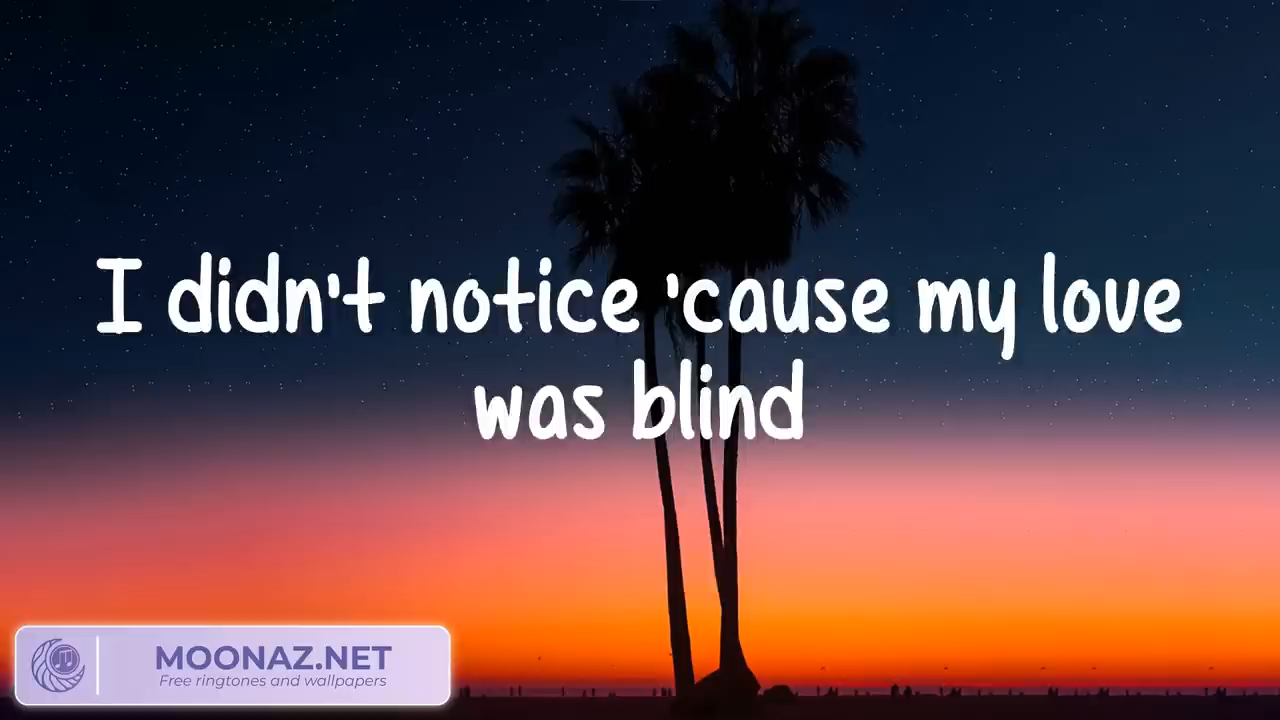 I didn't notice 'cause my love
was blind
MOONAZ.NET
Free ringtones and wallpapers